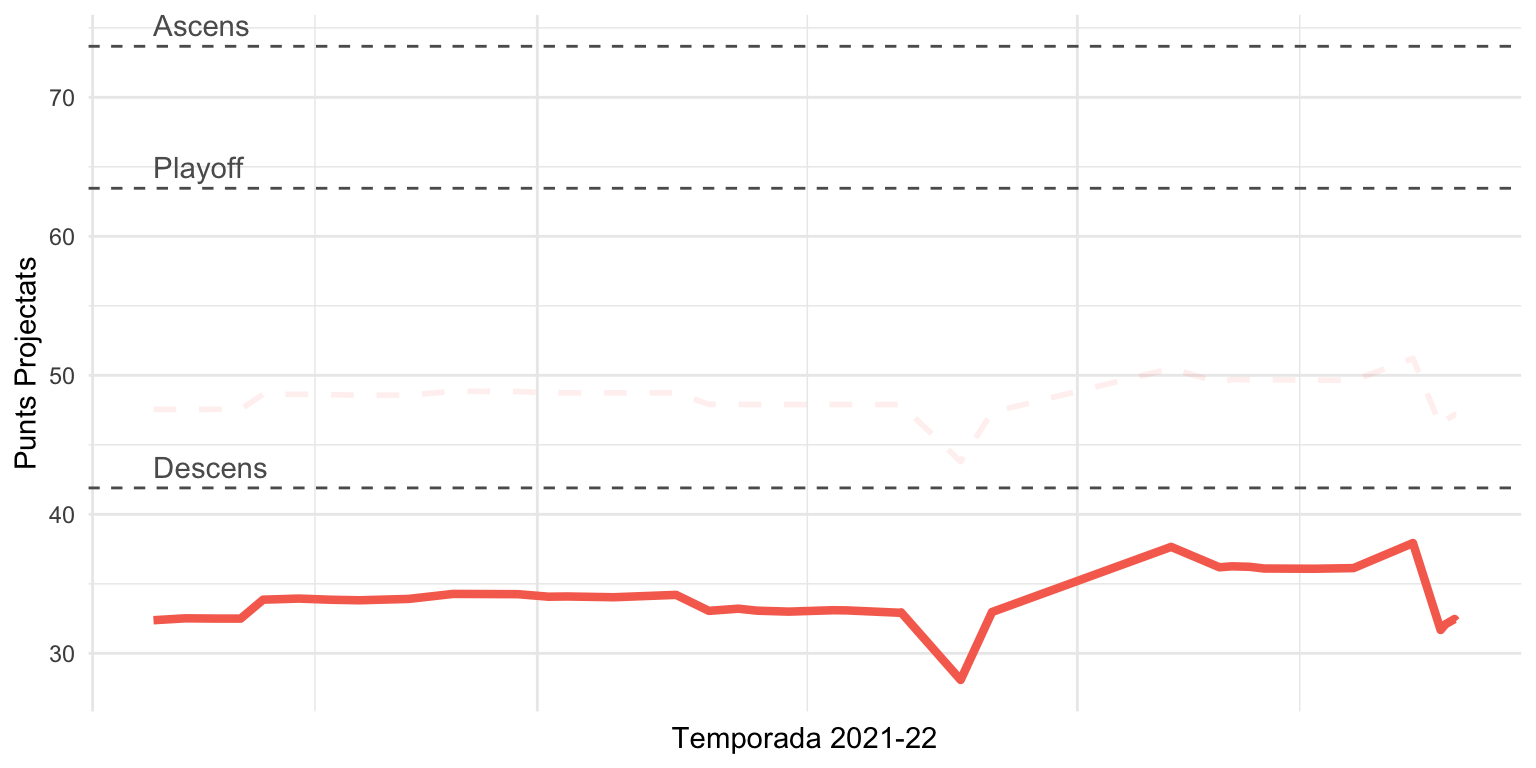 Ascens
70
Playoff
60
Punts Projectats
50
Descens
40
30
Temporada 2021-22